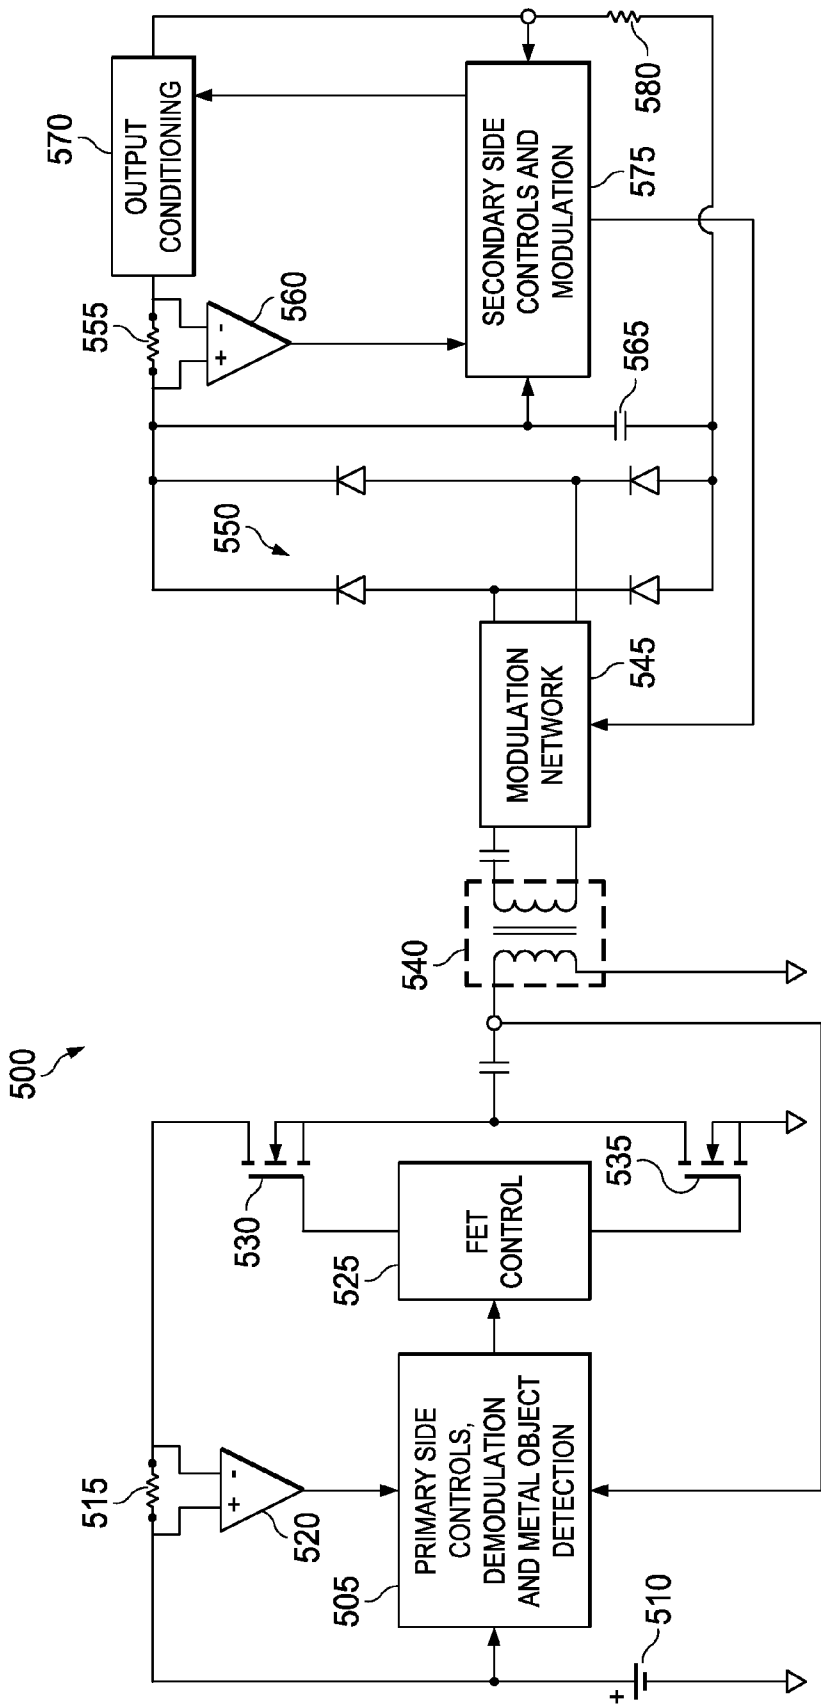 500
515
+ -
520
505
PRIMARY SIDE
CONTROLS,
DEMODULATION
AND METAL OBJECT
DETECTION
+
510
525
FET
CONTROL
530
535
540
MODULATION
NETWORK
545
550
555
+ -
560
565
570
OUTPUT
CONDITIONING
SECONDARY SIDE
CONTROLS AND
MODULATION
575
580